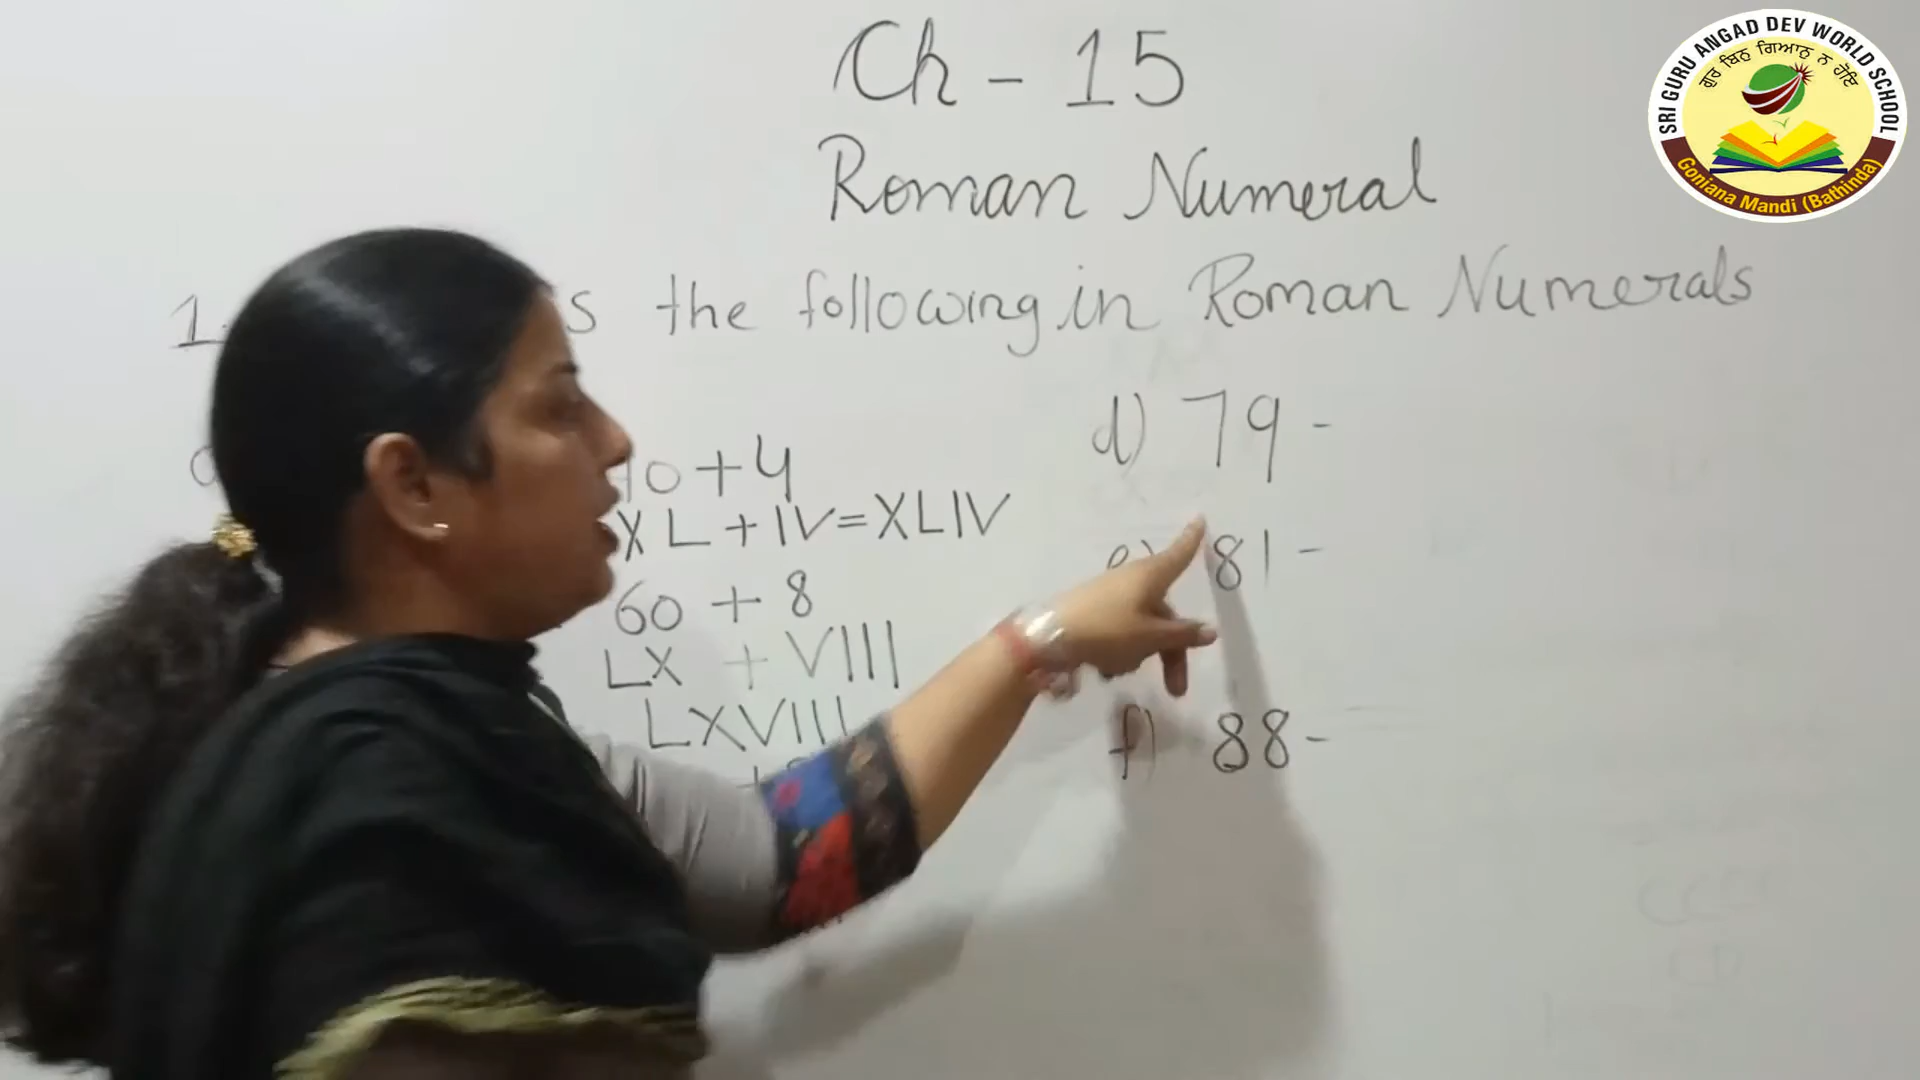 Ch - 15
Roman Numeral
1. s the following in Roman Numerals
40 + 4
XL + IV = XLIV
60 + 8
LX + VIII
LXVIII
d) 79 -
e) 81 -
f) 88 -
SRI GURU ANGAD DEV WORLD SCHOOL
ਗੁਰ ਬਿਨ ਗਿਆਨੁ ਨ ਹੋਇ
Goniana Mandi (Bathinda)